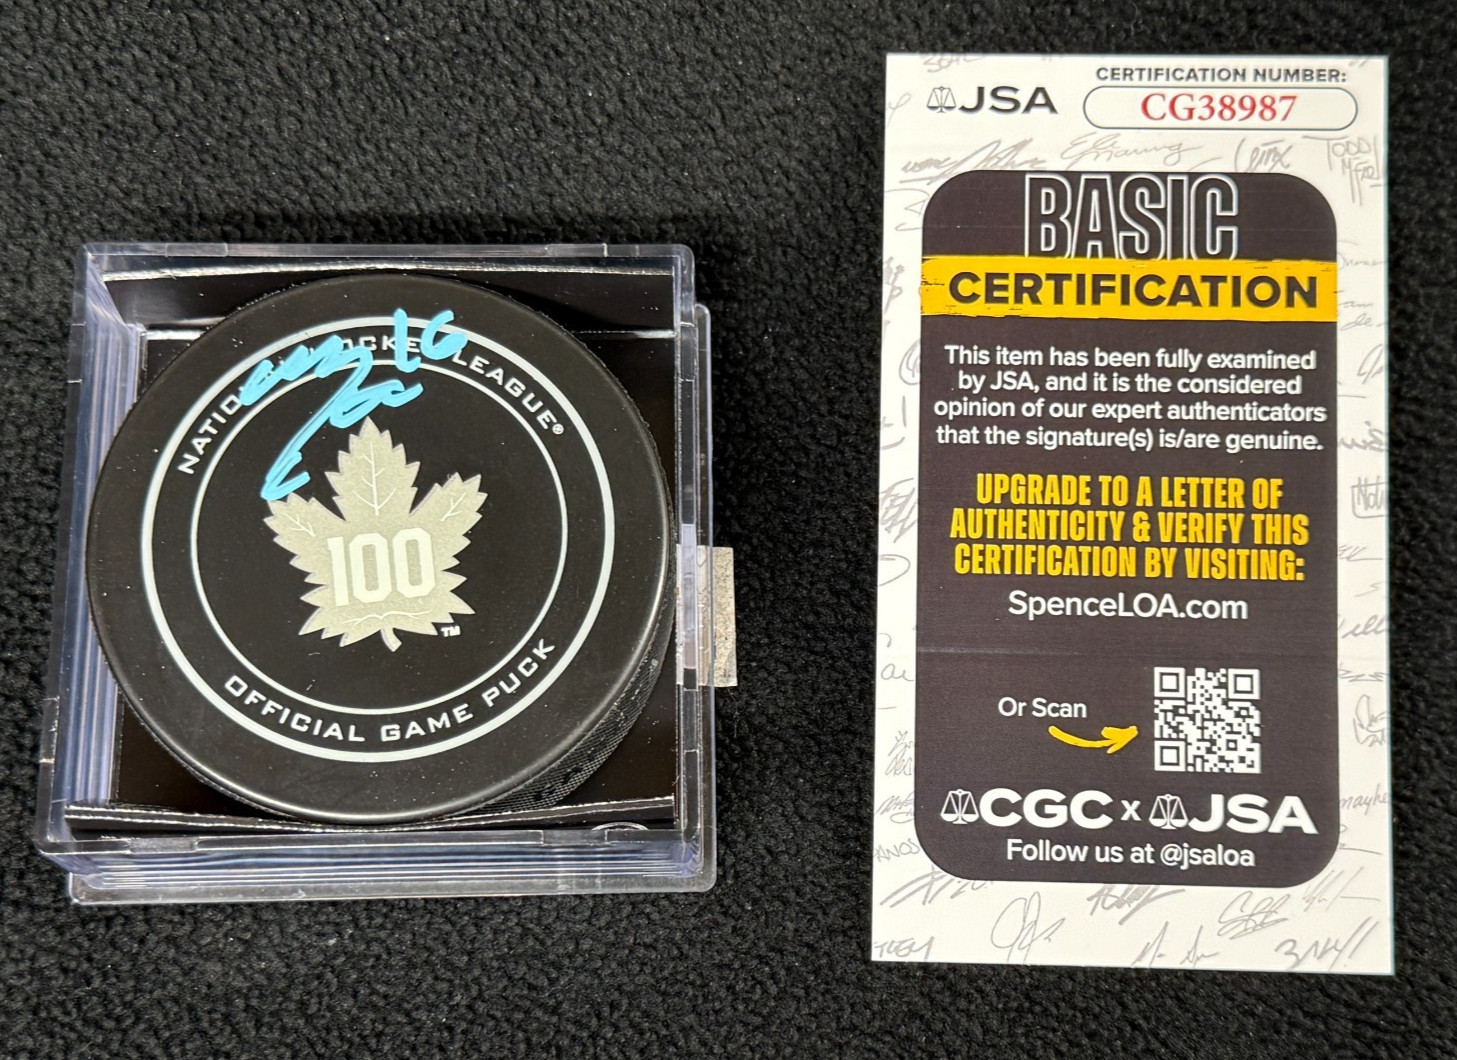 NATIONAL HOCKEY LEAGUE®
16
100
TM
OFFICIAL GAME PUCK
JSA
CERTIFICATION NUMBER:
CG38987
BASIC
CERTIFICATION
This item has been fully examined
by JSA, and it is the considered
opinion of our expert authenticators
that the signature(s) is/are genuine.
UPGRADE TO A LETTER OF
AUTHENTICITY & VERIFY THIS
CERTIFICATION BY VISITING:
SpenceLOA.com
Or Scan
CGC x JSA
Follow us at @jsaloa